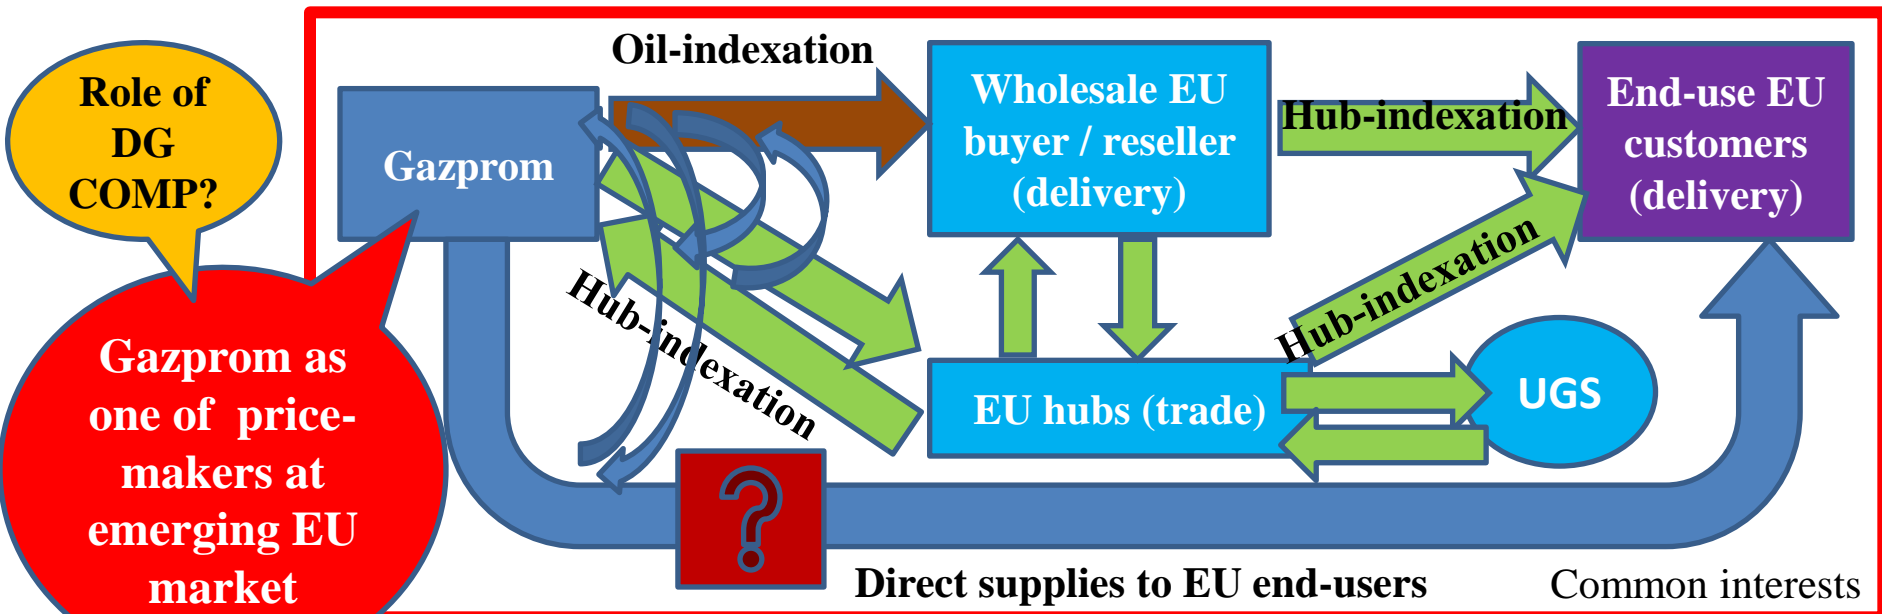 Oil-indexation
Role of
DG
COMP?
Gazprom
Wholesale EU
buyer / reseller
(delivery)
Hub-indexation
End-use EU
customers
(delivery)
Hub-indexation
Hub-indexation
Gazprom as
one of  price-
makers at
emerging EU
market
EU hubs (trade)
UGS
?
Direct supplies to EU end-users
Common interests